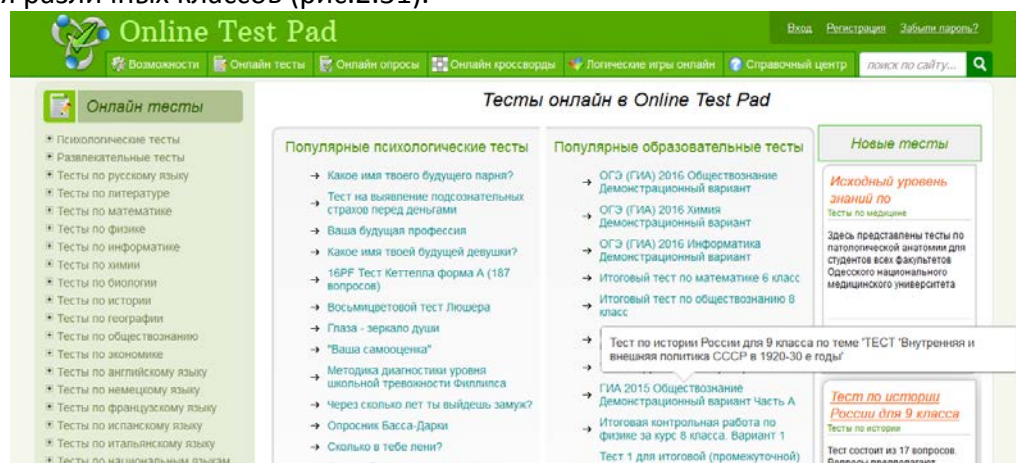 я различных классов (рис.2.31).
Online Test Pad
Вход Регистрация Забыли пароль?
Возможности Онлайн тесты Онлайн опросы Онлайн кроссворды Логические игры онлайн Справочный центр поиск по сайту...
Онлайн тесты
Психологические тесты
Развлекательные тесты
Тесты по русскому языку
Тесты по литературе
Тесты по математике
Тесты по физике
Тесты по информатике
Тесты по химии
Тесты по биологии
Тесты по истории
Тесты по географии
Тесты по обществознанию
Тесты по экономике
Тесты по английскому языку
Тесты по немецкому языку
Тесты по французскому языку
Тесты по испанскому языку
Тесты по итальянскому языку
Тесты по национальным языкам
Тесты онлайн в Online Test Pad
Популярные психологические тесты
Какое имя твоего будущего парня?
Тест на выявление подсознательных
страхов перед деньгами
Ваша будущая профессия
Какое имя твоей будущей девушки?
16PF Тест Кеттелла форма А (187
вопросов)
Восьмицветовой тест Люшера
Глаза - зеркало души
"Ваша самооценка"
Методика диагностики уровня
школьной тревожности Филлипса
Через сколько лет ты выйдешь замуж?
Опросник Басса-Дарки
Сколько в тебе лени?
Популярные образовательные тесты
ОГЭ (ГИА) 2016 Обществознание
Демонстрационный вариант
ОГЭ (ГИА) 2016 Химия
Демонстрационный вариант
ОГЭ (ГИА) 2016 Информатика
Демонстрационный вариант
Итоговый тест по математике 6 класс
Итоговый тест по обществознанию 8
класс
Тест по истории России для 9 класса по теме 'ТЕСТ 'Внутренняя и
внешняя политика СССР в 1920-30 е
годы'
ГИА 2015 Обществознание
Демонстрационный вариант Часть А
Итоговая контрольная работа по
физике за курс 8 класса. Вариант 1
Тест 1 для итоговой (промежуточной)
Новые тесты
Исходный уровень
знаний по
Тесты по медицине
Здесь представлены тесты по
патологической анатомии для
студентов всех факультетов
Одесского национального
медицинского университета
Тест по истории
России для 9 класса
Тесты по истории
Тест состоит из 17 вопросов.
Вопросы предполагают